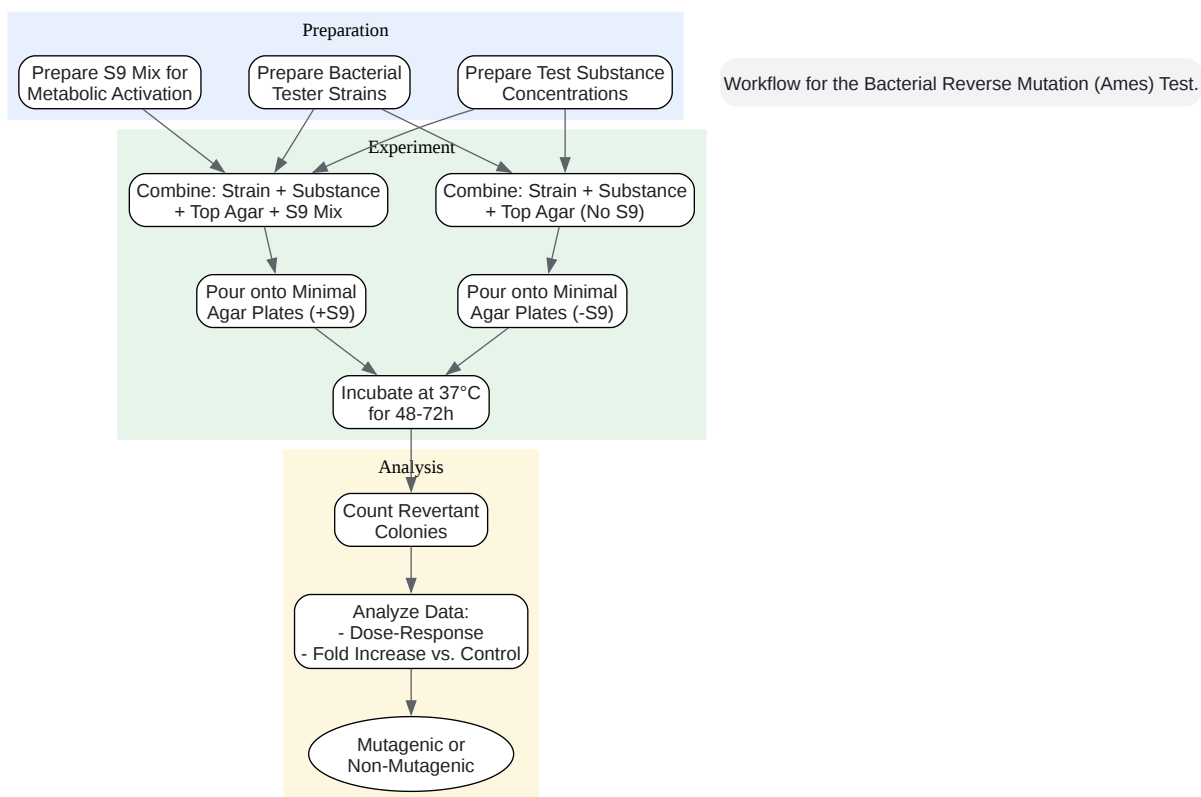 Preparation
Prepare S9 Mix for
Metabolic Activation
Prepare Bacterial
Tester Strains
Prepare Test Substance
Concentrations
Workflow for the Bacterial Reverse Mutation (Ames) Test.
Experiment
Combine: Strain + Substance
+ Top Agar + S9 Mix
Combine: Strain + Substance
+ Top Agar (No S9)
Pour onto Minimal
Agar Plates (+S9)
Pour onto Minimal
Agar Plates (-S9)
Incubate at 37°C
for 48-72h
Analysis
Count Revertant
Colonies
Analyze Data:
- Dose-Response
- Fold Increase vs. Control
Mutagenic or
Non-Mutagenic